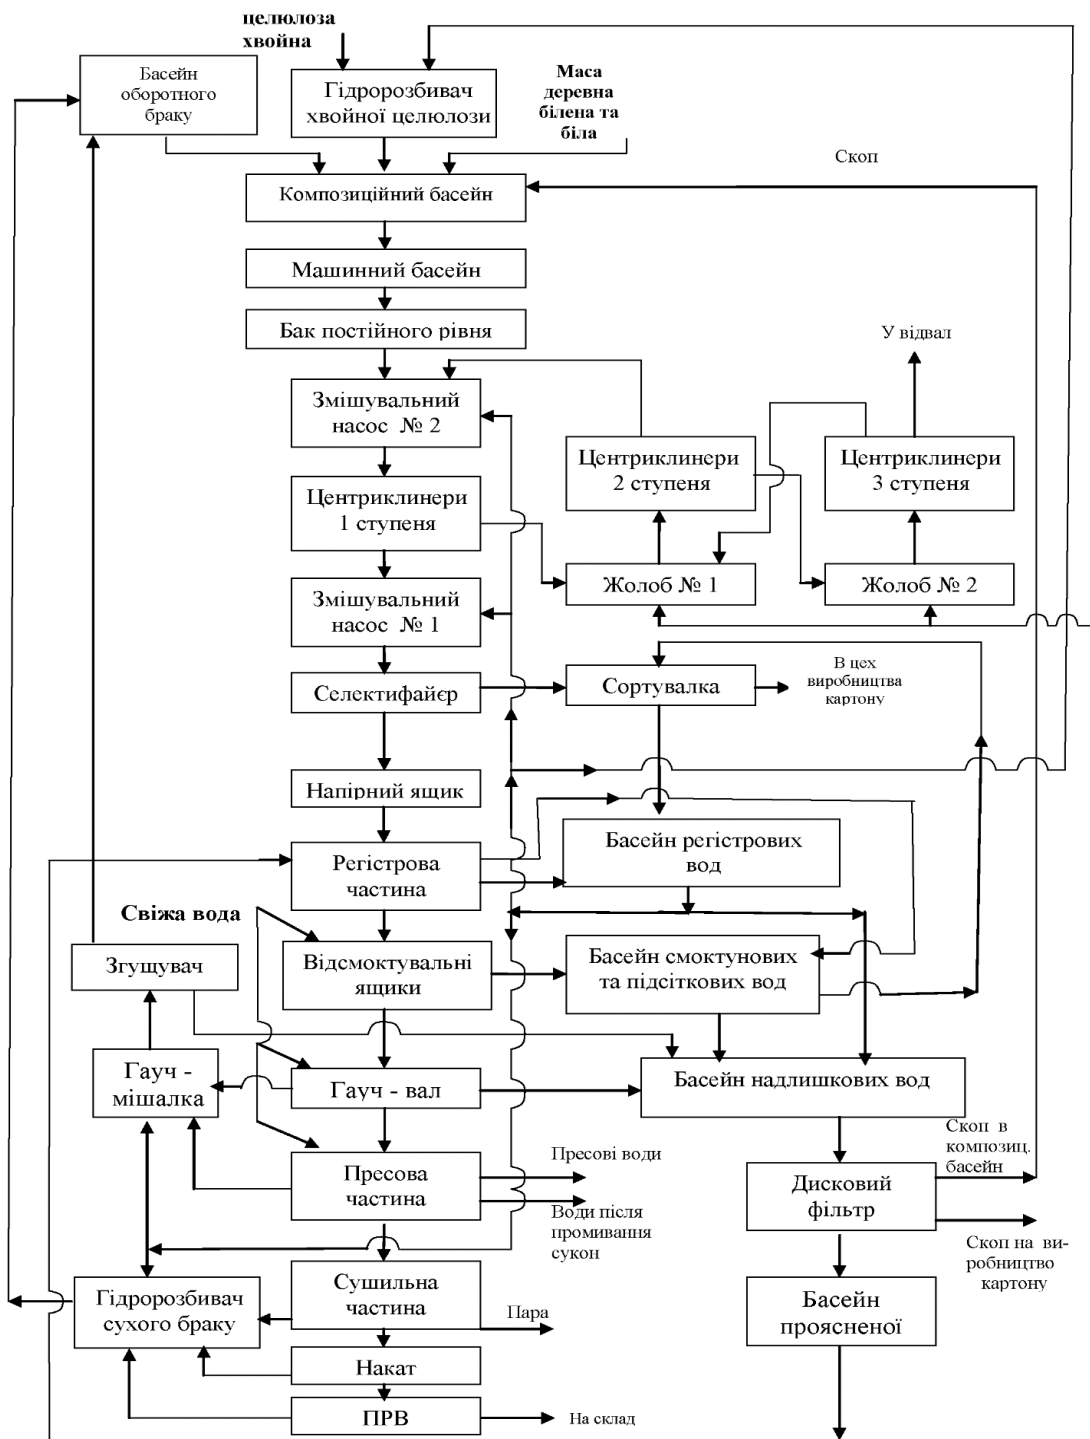 целюлоза
хвойна
Басейн
оборотного
браку
Гідророзбивач
хвойної целюлози
Маса
деревна
білена та
біла
Скоп
Композиційний басейн
Машинний басейн
Бак постійного рівня
У відвал
Змішувальний
насос № 2
Центриклинери
2 ступеня
Центриклинери
3 ступеня
Центриклинери
1 ступеня
Жолоб № 1
Жолоб № 2
Змішувальний
насос № 1
Селектифайєр
Сортувалка
В цех
виробництва
картону
Напірний ящик
Регістрова
частина
Басейн регістрових
вод
Свіжа вода
Згущувач
Відсмоктувальні
ящики
Басейн смоктунових
та підсіткових вод
Гауч -
мішалка
Гауч - вал
Басейн надлишкових вод
Скоп в
композиц.
басейн
Пресова
частина
Пресові води
Води після
промивання
сукон
Дисковий
фільтр
Скоп на ви-
робництво
картону
Гідророзбивач
сухого браку
Сушильна
частина
Пара
Басейн
проясненої
Накат
ПРВ
На склад